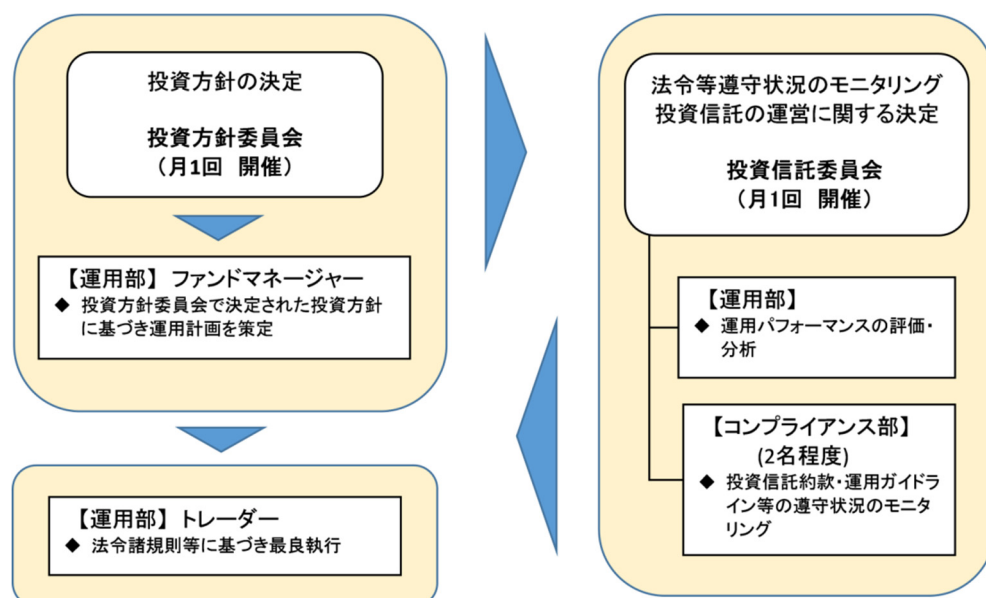 投資方針の決定
投資方針委員会
（月1回 開催）
【運用部】 ファンドマネージャー
◆ 投資方針委員会で決定された投資方針
に基づき運用計画を策定
【運用部】 トレーダー
◆ 法令諸規則等に基づき最良執行
法令等遵守状況のモニタリング
投資信託の運営に関する決定
投資信託委員会
（月1回 開催）
【運用部】
◆ 運用パフォーマンスの評価・
分析
【コンプライアンス部】
(2名程度)
◆ 投資信託約款・運用ガイドラ
イン等の遵守状況のモニタ
リング